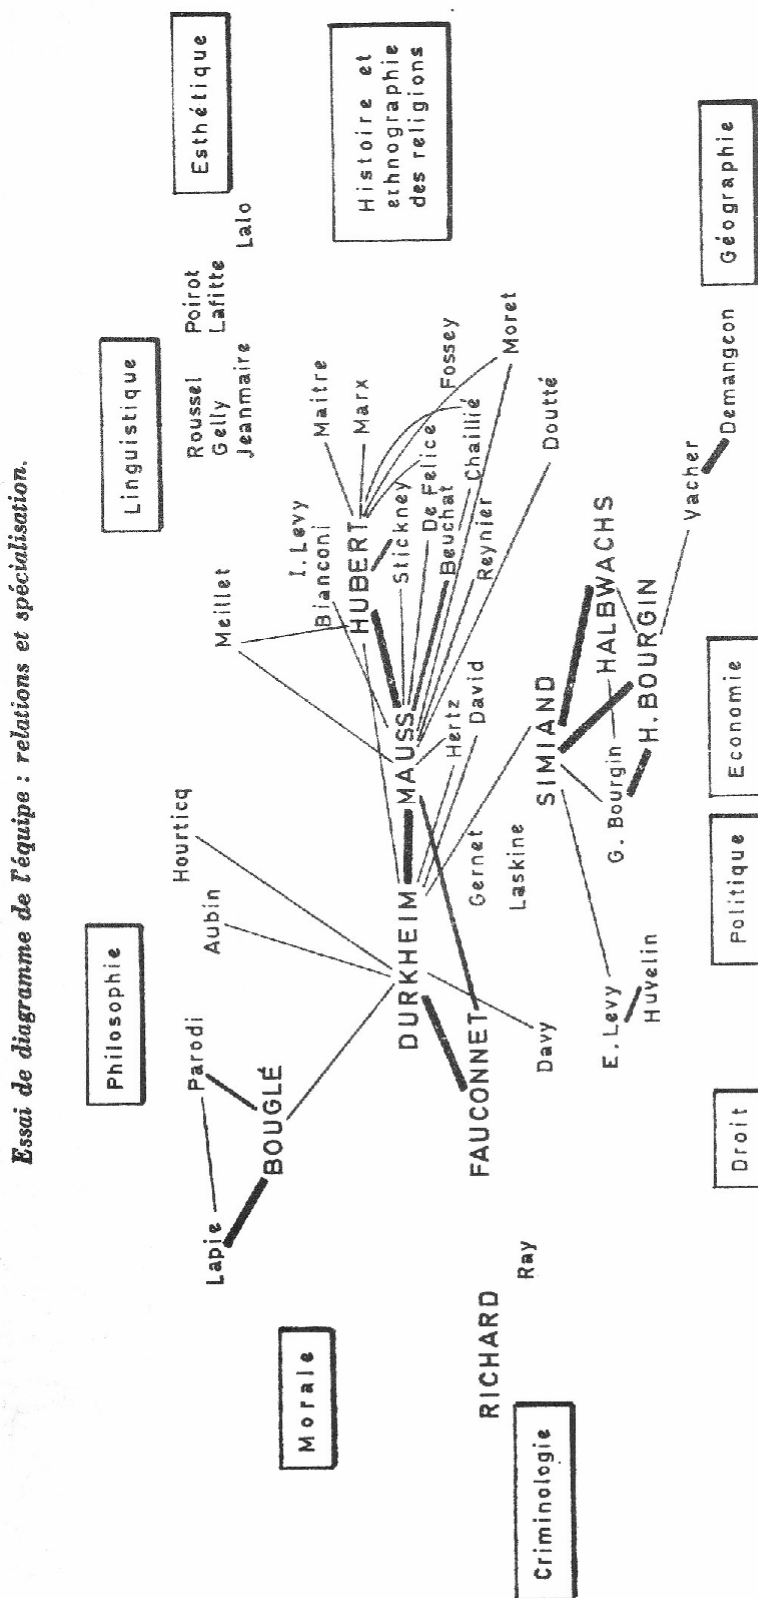 Essai de diagramme de l'équipe : relations et spécialisation.
Philosophie
Linguistique
Esthétique
Hourticq
Aubin
Parodi
Lapie
BOUGLÉ
Meillet
Roussel
Gelly
Jeanmaire
Poirot
Lafitte
Lalo
Morale
I. Levy
Bianconi
Maitre
Marx
HUBERT
Histoire et
ethnographie
des religions
DURKHEIM
MAUSS
Stickney
De Felice
Beuchat
Fossey
Chaillié
Moret
Reynier
Doutté
Hertz
David
Gernet
Laskine
FAUCONNET
Davy
RICHARD
Ray
Criminologie
SIMIAND
HALBWACHS
H. BOURGIN
G. Bourgin
E. Levy
Huvelin
Vacher
Demangeon
Droit
Politique
Economie
Géographie